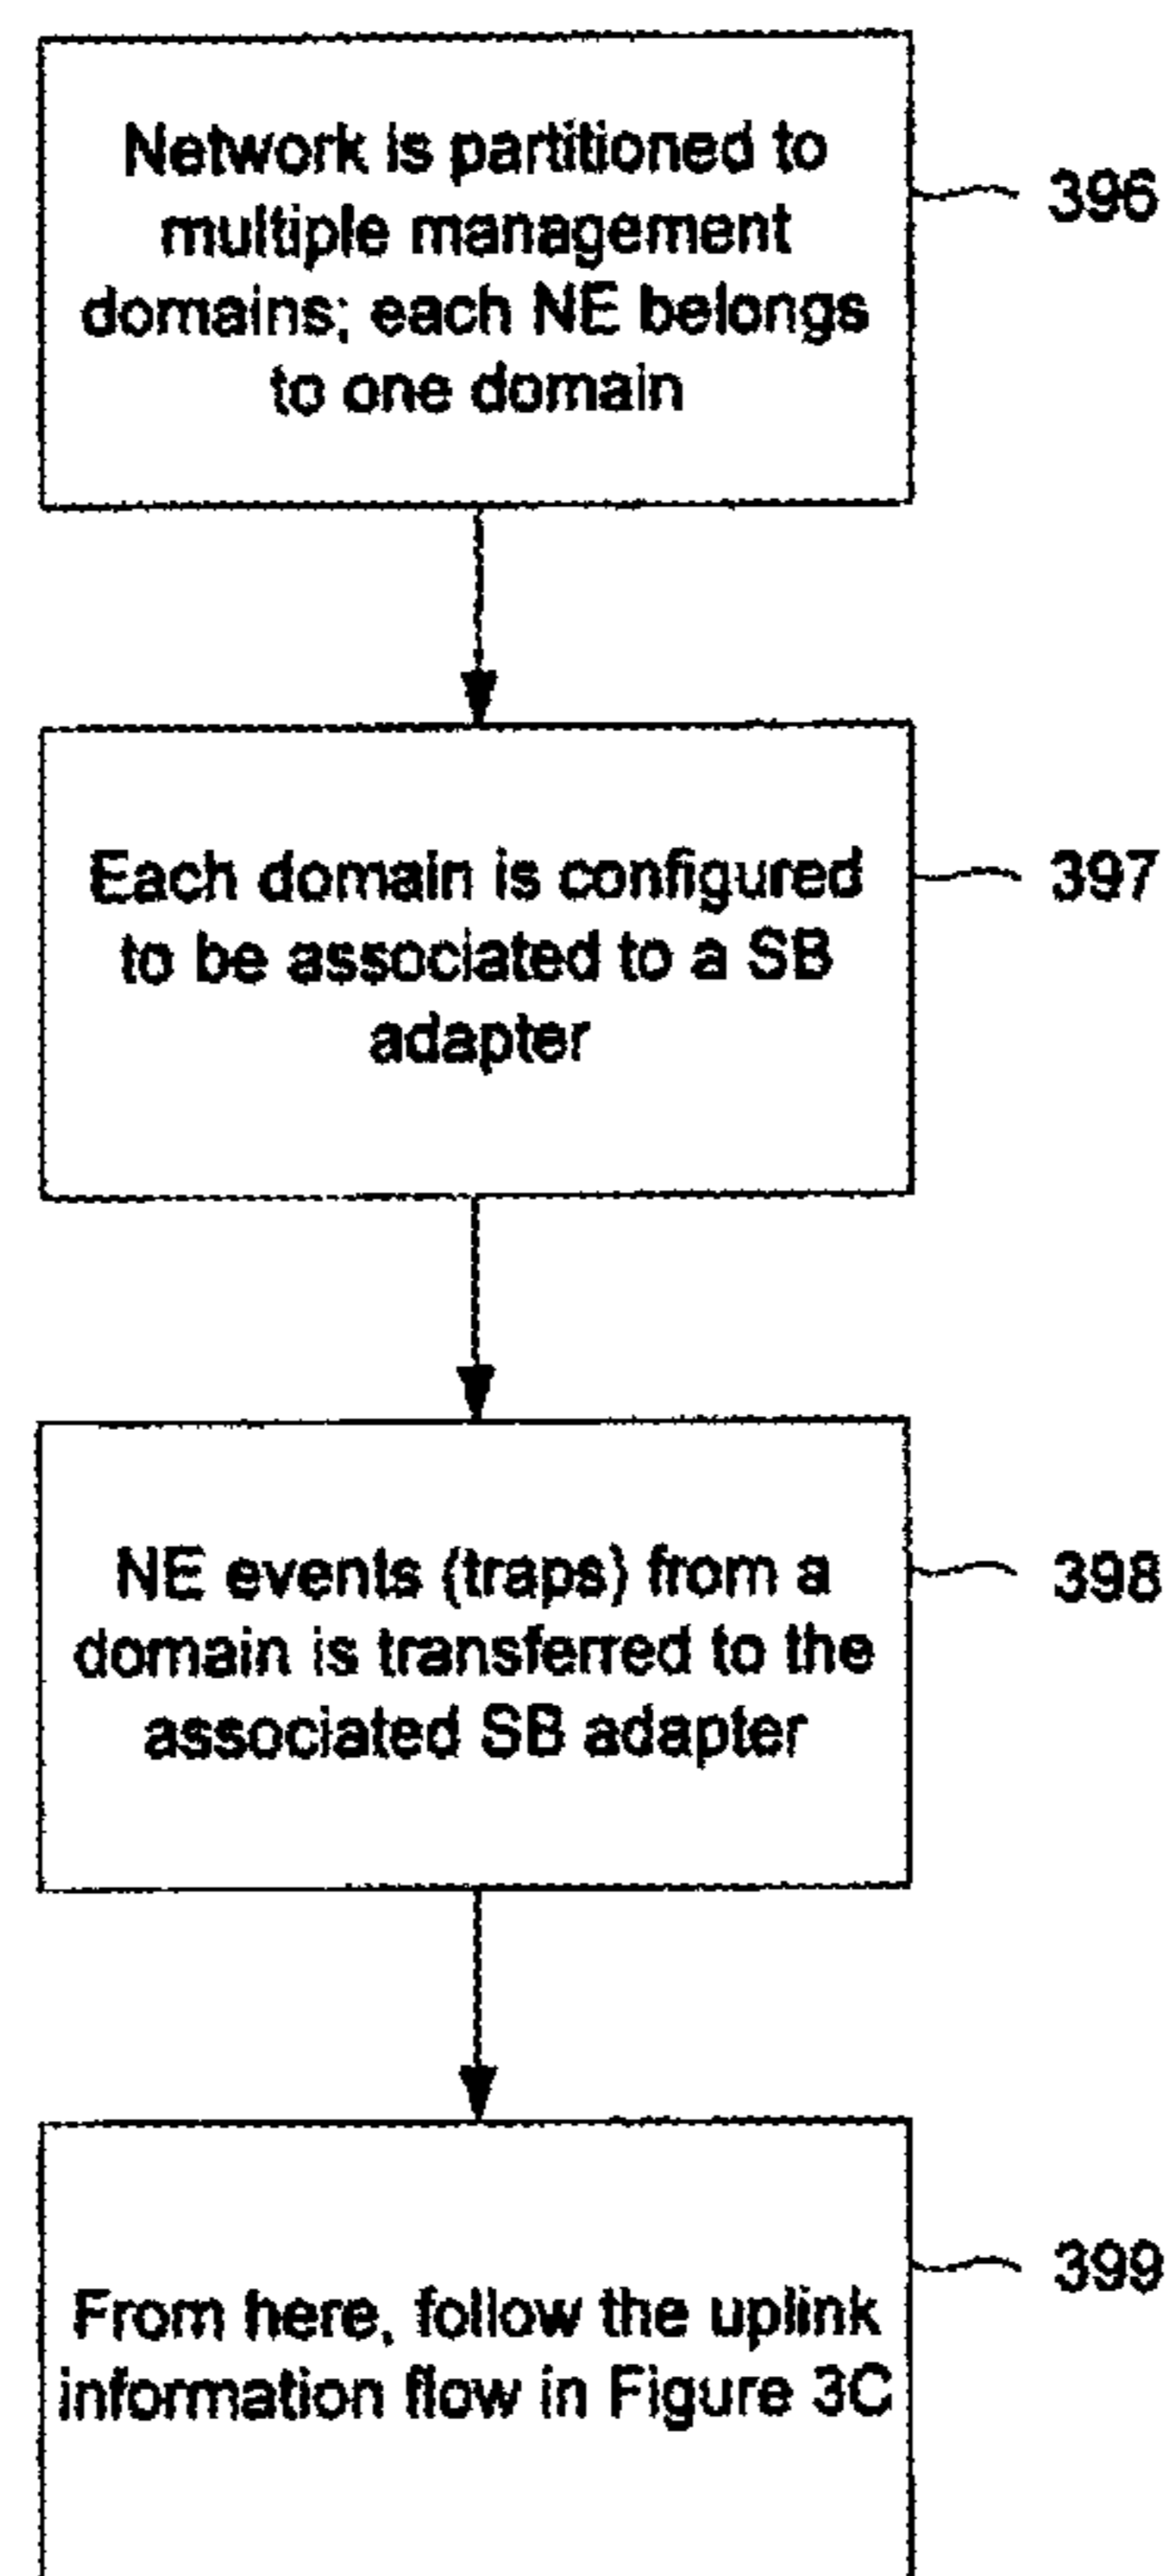 Network is partitioned to
multiple management
domains; each NE belongs
to one domain
396
Each domain is configured
to be associated to a SB
adapter
397
NE events (traps) from a
domain is transferred to the
associated SB adapter
398
From here, follow the uplink
information flow in Figure 3C
399